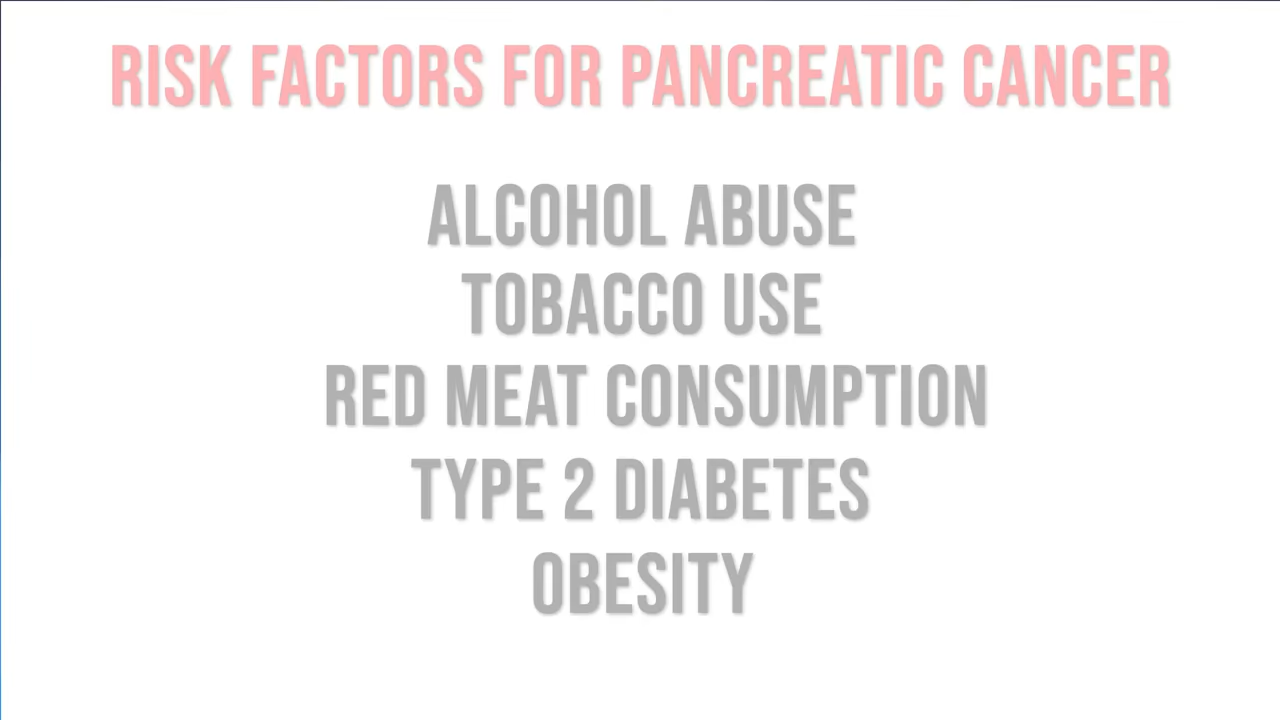 RISK FACTORS FOR PANCREATIC CANCER
ALCOHOL ABUSE
TOBACCO USE
RED MEAT CONSUMPTION
TYPE 2 DIABETES
OBESITY